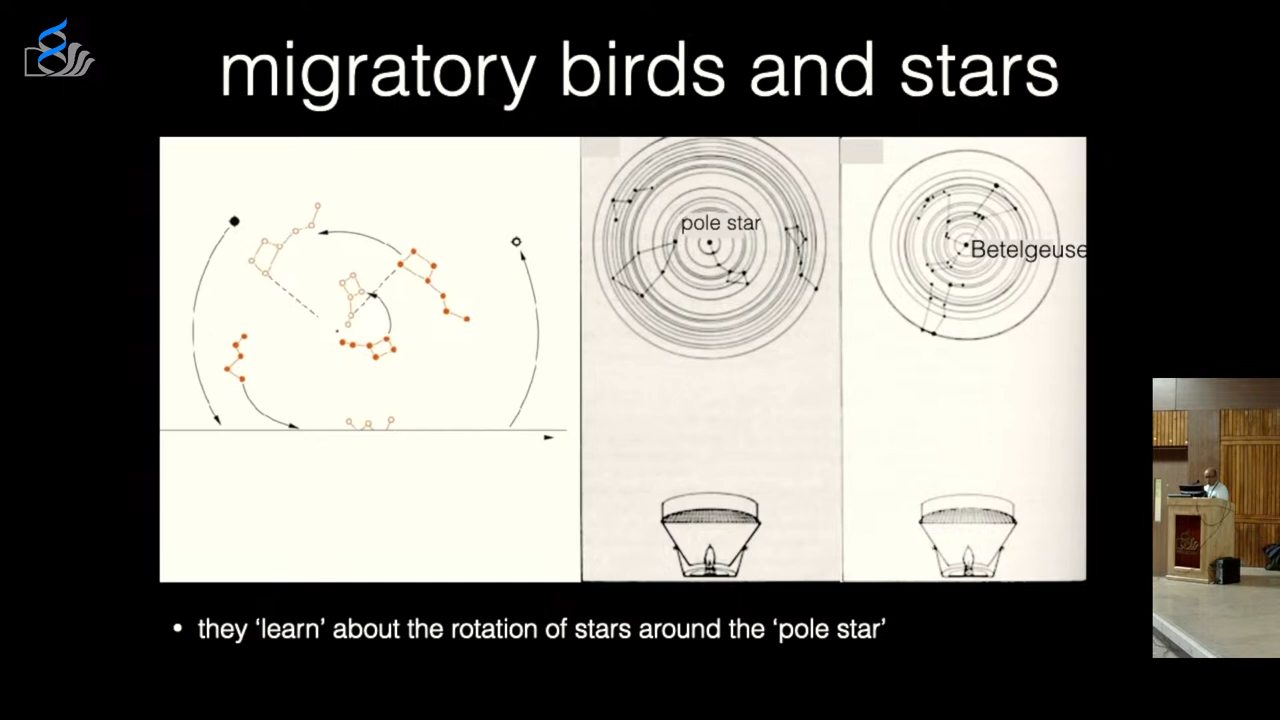 migratory birds and stars
pole star
Betelgeuse
• they ‘learn’ about the rotation of stars around the ‘pole star’